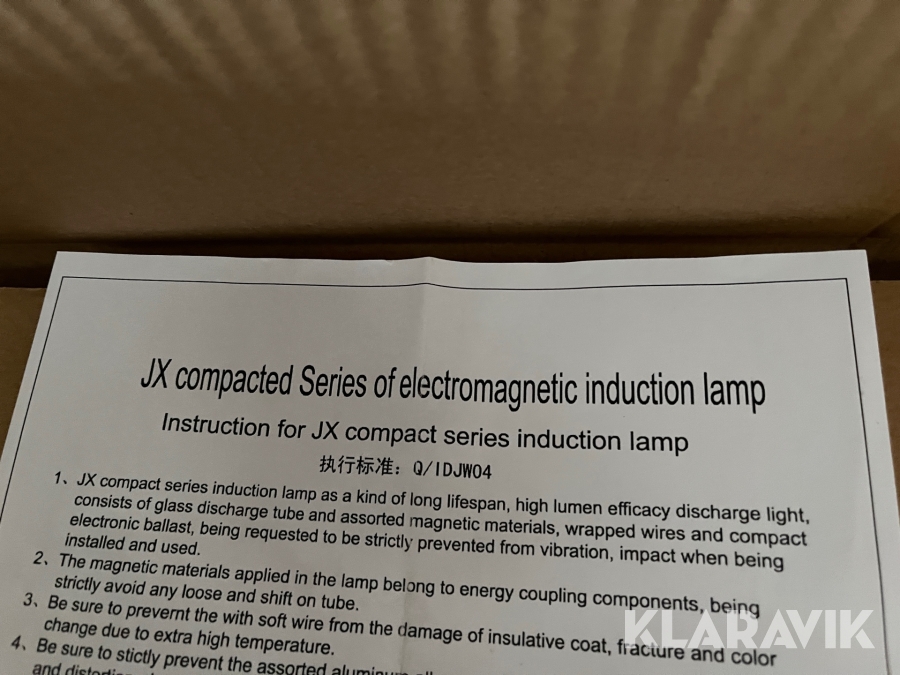 JX compacted Series of electromagnetic induction lamp
Instruction for JX compact series induction lamp
执行标准: Q/IDJW04
1、JX compact series induction lamp as a kind of long lifespan, high lumen efficacy discharge light,
consists of glass discharge tube and assorted magnetic materials, wrapped wires and compact
electronic ballast, being requested to be strictly prevented from vibration, impact when being
installed and used.
2、The magnetic materials applied in the lamp belong to energy coupling components, being
strictly avoid any loose and shift on tube.
3、Be sure to prevernt the with soft wire from the damage of insulative coat, fracture and color
change due to extra high temperature.
4、Be sure to stictly prevent the assorted aluminum
and
KLARAVIK